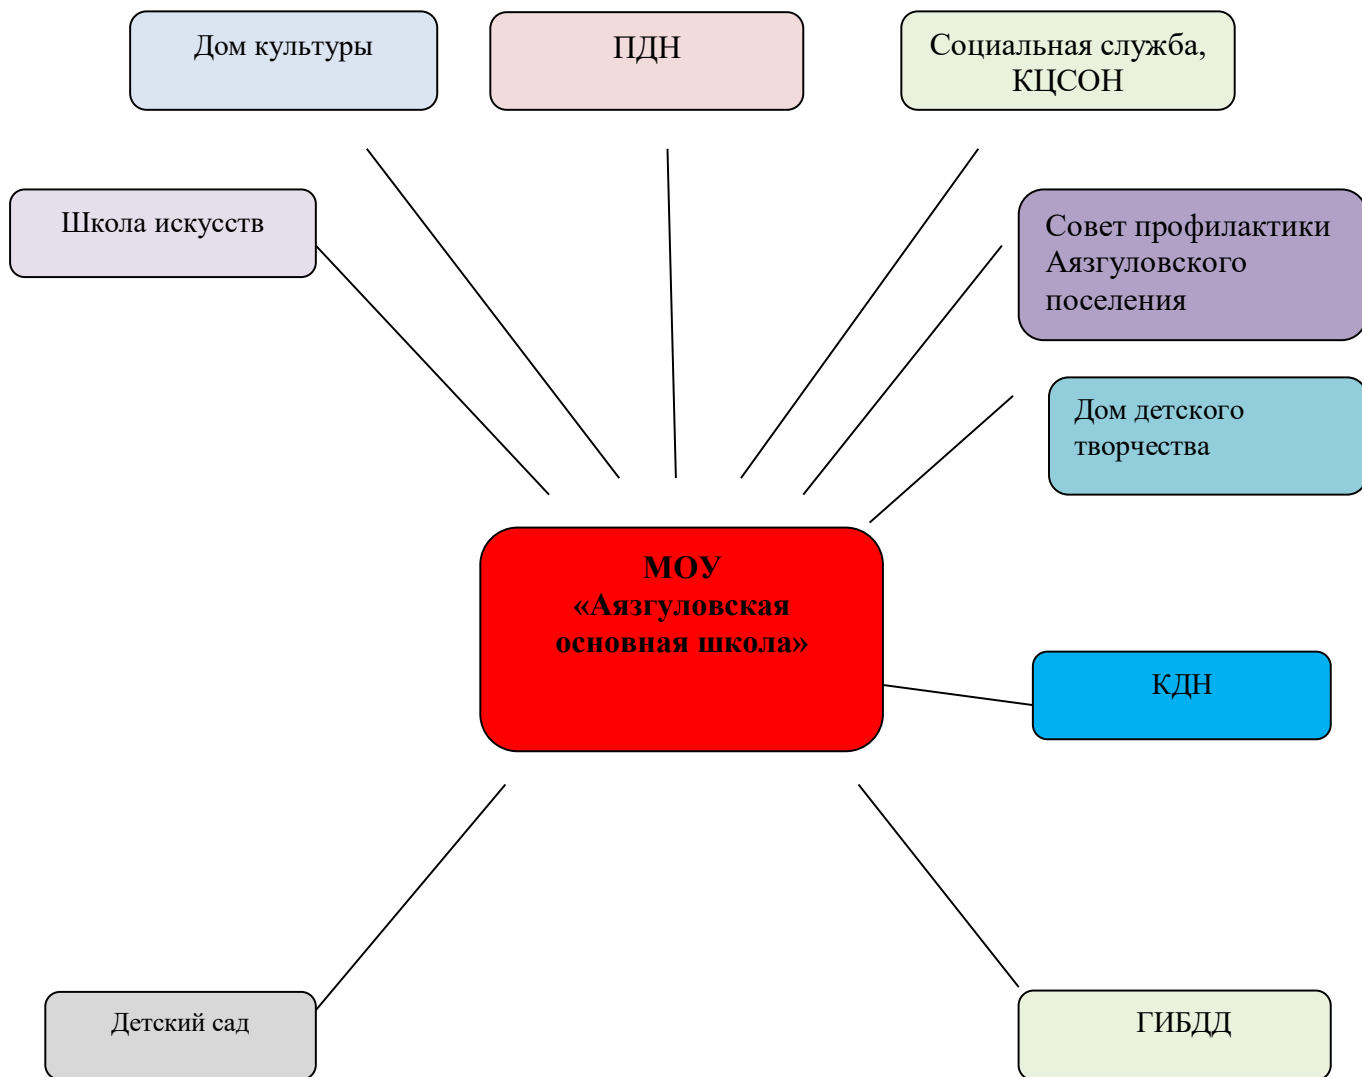 Дом культуры
ПДН
Социальная служба,
КЦСОН
Школа искусств
Совет профилактики
Аязгуловского
поселения
Дом детского
творчества
МОУ
«Аязгуловская
основная школа»
КДН
Детский сад
ГИБДД